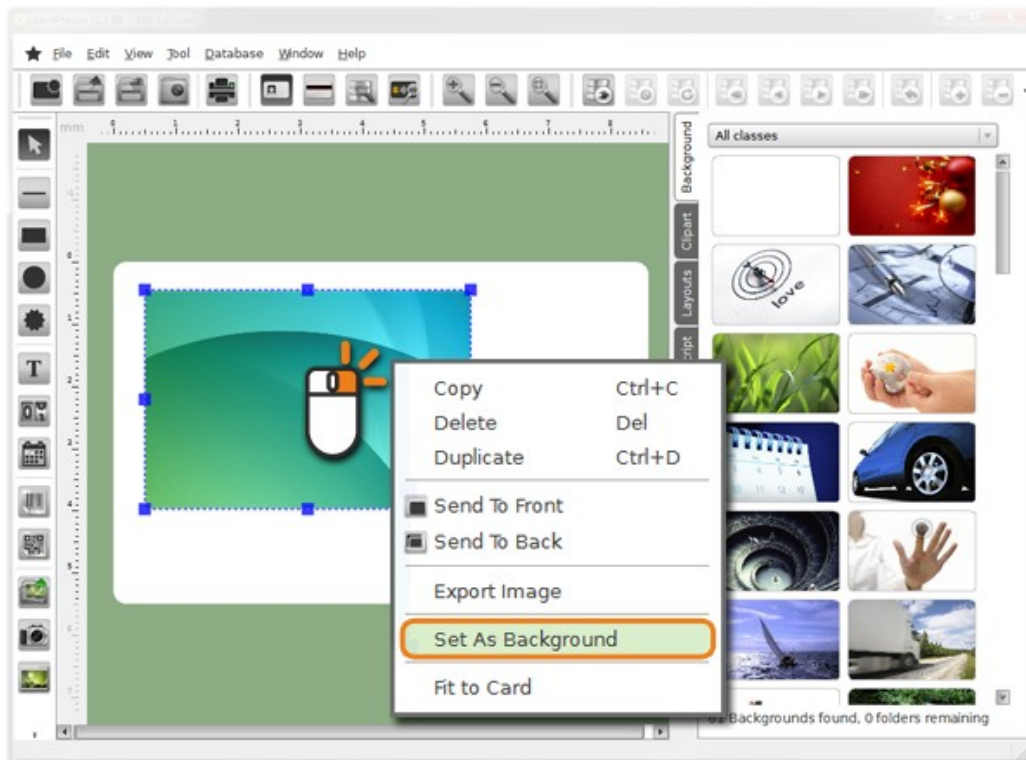 File Edit View Tool Database Window Help
mm
Background
Clipart
Layouts
All classes
love
Copy Ctrl+C
Delete Del
Duplicate Ctrl+D
Send To Front
Send To Back
Export Image
Set As Background
Fit to Card
Backgrounds found, 0 folders remaining